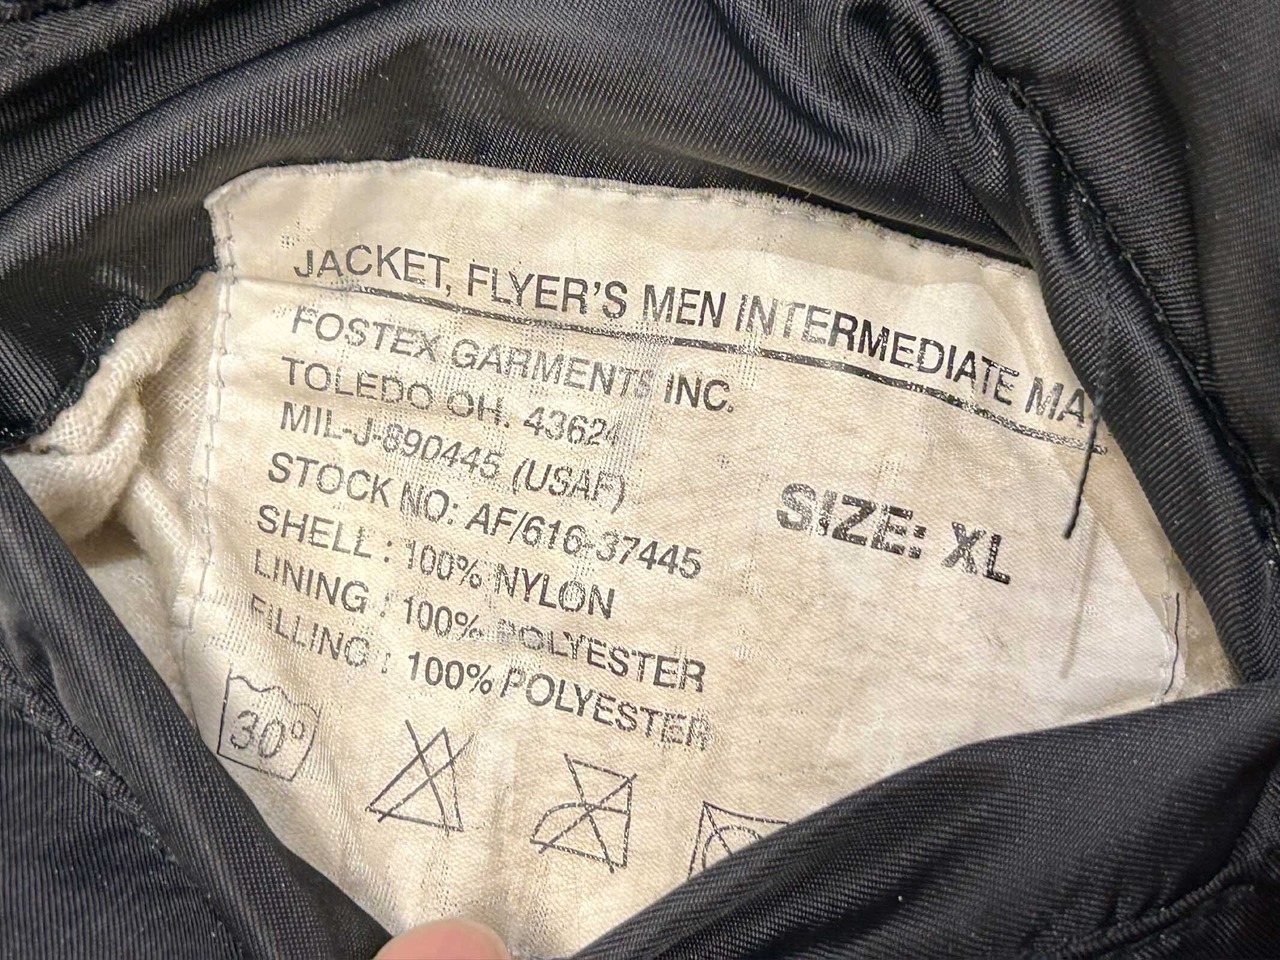 JACKET, FLYER'S MEN INTERMEDIATE MA
FOSTEX GARMENTS INC.
TOLEDO OH. 43624
MIL-J-890445 (USAF)
STOCK NO: AF/616-37445
SHELL : 100% NYLON
LINING : 100% POLYESTER
FILLING : 100% POLYESTER
SIZE: XL
30°